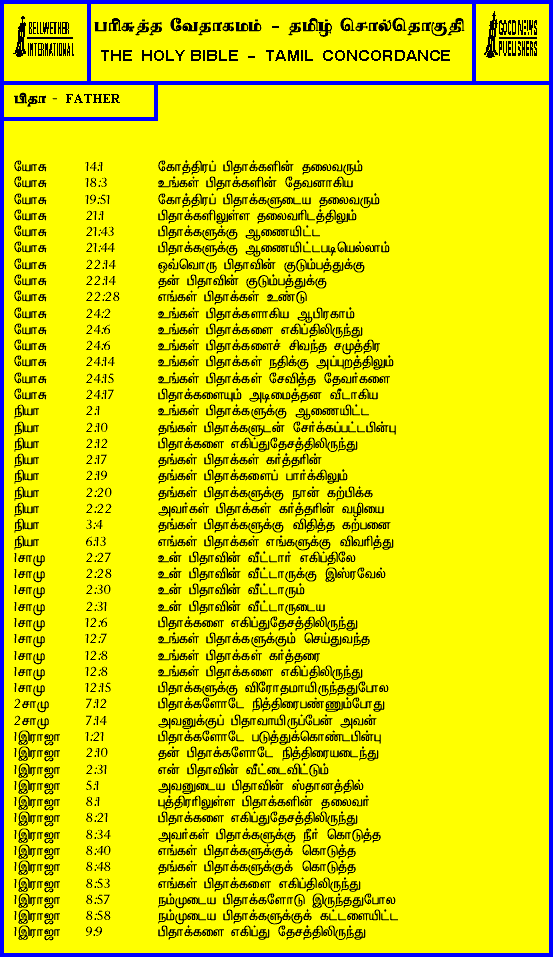 BELLWETHER
INTERNATIONAL
பரிசுத்த வேதாகமம் - தமிழ் சொல்தொகுதி
THE HOLY BIBLE - TAMIL CONCORDANCE
GOOD NEWS
PUBLISHERS
பிதா - FATHER
யோசு 14:1 கோத்திரப் பிதாக்களின் தலைவரும்
யோசு 18:3 உங்கள் பிதாக்களின் தேவனாகிய
யோசு 19:51 கோத்திரப் பிதாக்களுடைய தலைவரும்
யோசு 21:1 பிதாக்களிலுள்ள தலைவரிடத்திலும்
யோசு 21:43 பிதாக்களுக்கு ஆணையிட்ட
யோசு 21:44 பிதாக்களுக்கு ஆணையிட்டபடியெல்லாம்
யோசு 22:14 ஒவ்வொரு பிதாவின் குடும்பத்துக்கு
யோசு 22:14 தன் பிதாவின் குடும்பத்துக்கு
யோசு 22:28 எங்கள் பிதாக்கள் உண்டு
யோசு 24:2 உங்கள் பிதாக்களாகிய ஆபிரகாம்
யோசு 24:6 உங்கள் பிதாக்களை எகிப்திலிருந்து
யோசு 24:6 உங்கள் பிதாக்களைச் சிவந்த சமுத்திர
யோசு 24:14 உங்கள் பிதாக்கள் நதிக்கு அப்புறத்திலும்
யோசு 24:15 உங்கள் பிதாக்கள் சேவித்த தேவர்களை
யோசு 24:17 பிதாக்களையும் அடிமைத்தன வீடாகிய
நியா 2:1 உங்கள் பிதாக்களுக்கு ஆணையிட்ட
நியா 2:10 தங்கள் பிதாக்களுடன் சேர்க்கப்பட்டபின்பு
நியா 2:12 பிதாக்களை எகிப்துதேசத்திலிருந்து
நியா 2:17 தங்கள் பிதாக்கள் கர்த்தரின்
நியா 2:19 தங்கள் பிதாக்களைப் பார்க்கிலும்
நியா 2:20 தங்கள் பிதாக்களுக்கு நான் கற்பிக்க
நியா 2:22 அவர்கள் பிதாக்கள் கர்த்தரின் வழியை
நியா 3:4 தங்கள் பிதாக்களுக்கு விதித்த கற்பனை
நியா 6:13 எங்கள் பிதாக்கள் எங்களுக்கு விவரித்து
1சாமு 2:27 உன் பிதாவின் வீட்டார் எகிப்திலே
1சாமு 2:28 உன் பிதாவின் வீட்டாருக்கு இஸ்ரவேல்
1சாமு 2:30 உன் பிதாவின் வீட்டாரும்
1சாமு 2:31 உன் பிதாவின் வீட்டாருடைய
1சாமு 12:6 பிதாக்களை எகிப்துதேசத்திலிருந்து
1சாமு 12:7 உங்கள் பிதாக்களுக்கும் செய்துவந்த
1சாமு 12:8 உங்கள் பிதாக்கள் கர்த்தரை
1சாமு 12:8 உங்கள் பிதாக்களை எகிப்திலிருந்து
1சாமு 12:15 பிதாக்களுக்கு விரோதமாயிருந்ததுபோல
2சாமு 7:12 பிதாக்களோடே நித்திரைபண்ணும்போது
2சாமு 7:14 அவனுக்குப் பிதாவாயிருப்பேன் அவன்
1இராஜா 1:21 பிதாக்களோடே படுத்துக்கொண்டபின்பு
1இராஜா 2:10 தன் பிதாக்களோடே நித்திரையடைந்து
1இராஜா 2:31 என் பிதாவின் வீட்டைவிட்டும்
1இராஜா 5:1 அவனுடைய பிதாவின் ஸ்தானத்தில்
1இராஜா 8:1 புத்திரரிலுள்ள பிதாக்களின் தலைவர்
1இராஜா 8:21 பிதாக்களை எகிப்துதேசத்திலிருந்து
1இராஜா 8:34 அவர்கள் பிதாக்களுக்கு நீர் கொடுத்த
1இராஜா 8:40 எங்கள் பிதாக்களுக்குக் கொடுத்த
1இராஜா 8:48 தங்கள் பிதாக்களுக்குக் கொடுத்த
1இராஜா 8:53 எங்கள் பிதாக்களை எகிப்திலிருந்து
1இராஜா 8:57 நம்முடைய பிதாக்களோடு இருந்ததுபோல
1இராஜா 8:58 நம்முடைய பிதாக்களுக்குக் கட்டளையிட்ட
1இராஜா 9:9 பிதாக்களை எகிப்து தேசத்திலிருந்து